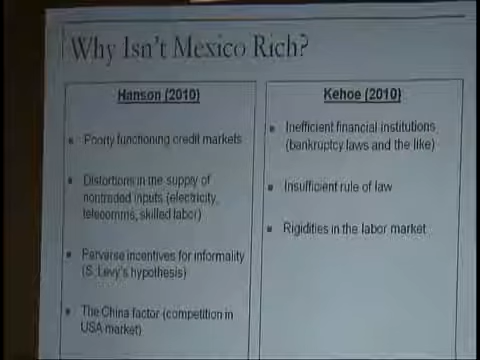 Why Isn't Mexico Rich?
Hanson (2010)
Poorly functioning credit markets
Distortions in the supply of
nontraded inputs (electricity,
telecomms, skilled labor)
Perverse incentives for informality
(S. Levy's hypothesis)
The China factor (competition in
USA market)
Kehoe (2010)
Inefficient financial institutions
(bankruptcy laws and the like)
Insufficient rule of law
Rigidities in the labor market